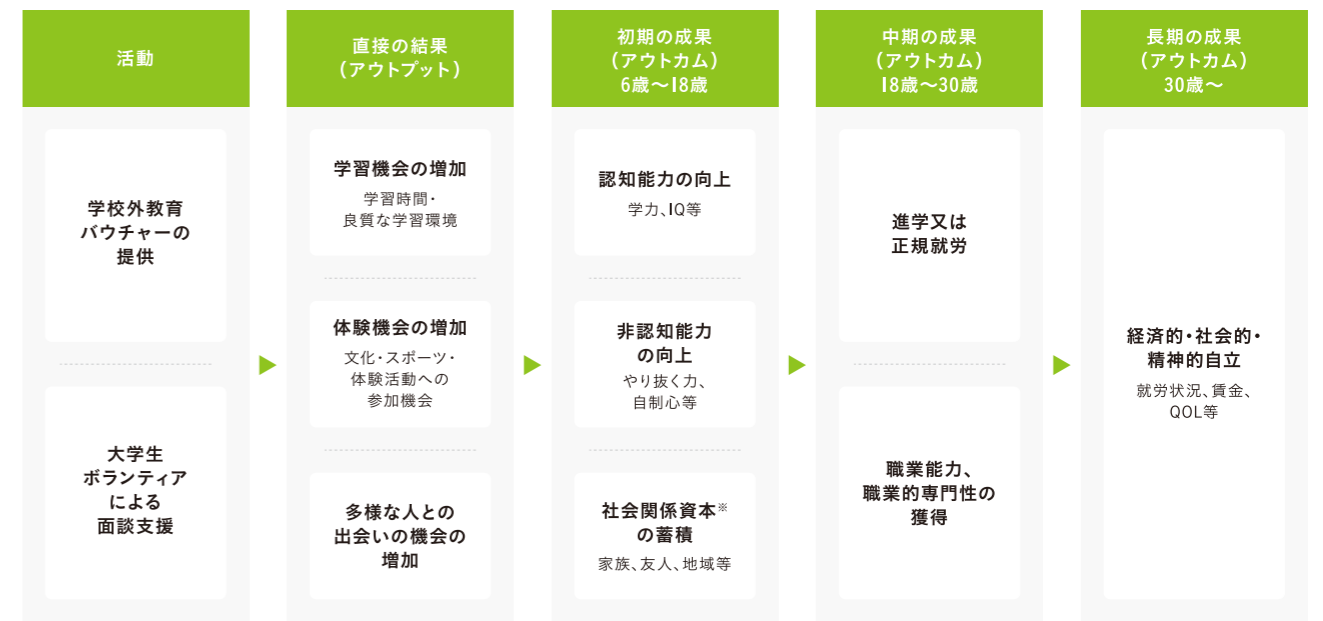 活動
学校外教育
バウチャーの
提供
大学生
ボランティア
による
面談支援
直接の結果
（アウトプット）
学習機会の増加
学習時間・
良質な学習環境
体験機会の増加
文化・スポーツ・
体験活動への
参加機会
多様な人との
出会いの機会の
増加
初期の成果
（アウトカム）
6歳〜18歳
認知能力の向上
学力、IQ等
非認知能力
の向上
やり抜く力、
自制心等
社会関係資本※
の蓄積
家族、友人、地域等
中期の成果
（アウトカム）
18歳〜30歳
進学又は
正規就労
職業能力、
職業的専門性の
獲得
長期の成果
（アウトカム）
30歳〜
経済的・社会的・
精神的自立
就労状況、賃金、
QOL等